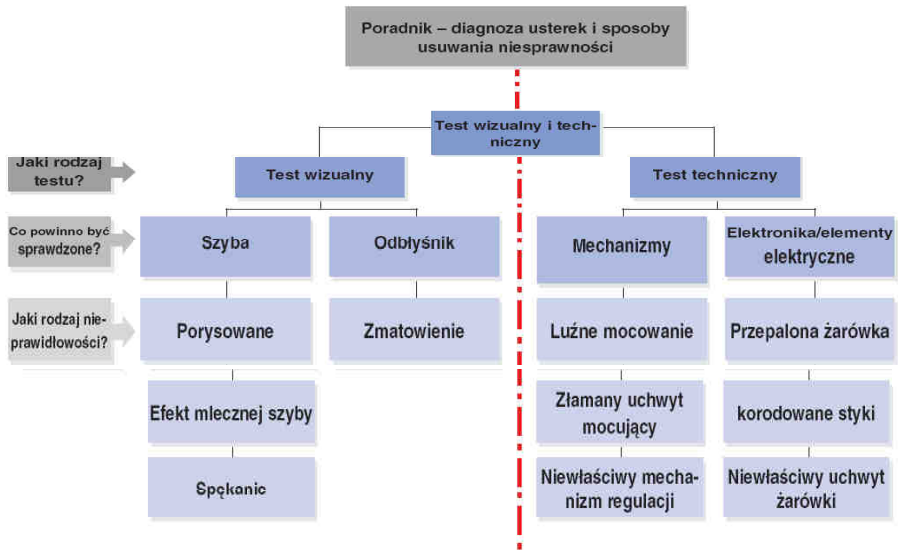 Poradnik – diagnoza usterek i sposoby
usuwania niesprawności
Test wizualny i tech-
niczny
Jaki rodzaj
testu?
Test wizualny
Test techniczny
Co powinno być
sprawdzone?
Szyba
Odbłyśnik
Mechanizmy
Elektronika/elementy
elektryczne
Jaki rodzaj nie-
prawidłowości?
Porysowane
Zmatowienie
Luźne mocowanie
Przepalona żarówka
Efekt mlecznej szyby
Złamany uchwyt
mocujący
korodowane styki
Spękanic
Niewłaściwy mecha-
nizm regulacji
Niewłaściwy uchwyt
żarówki